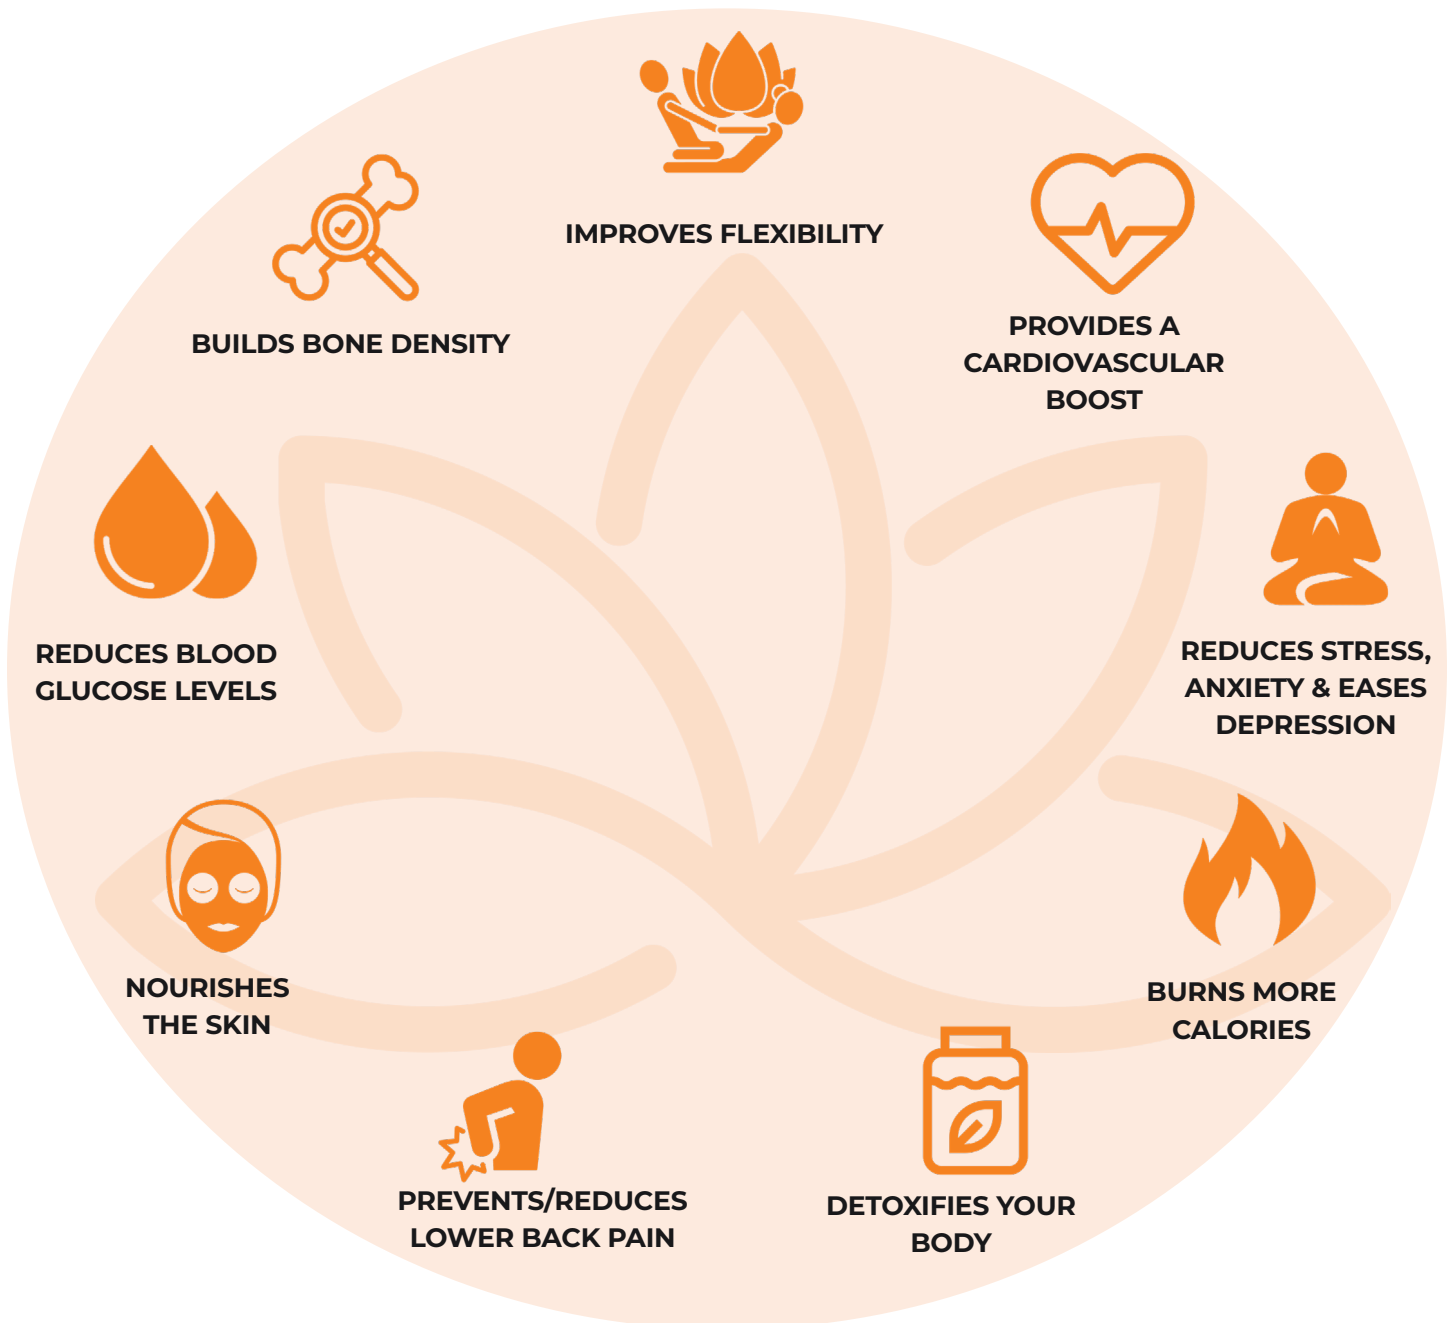 IMPROVES FLEXIBILITY
PROVIDES A
CARDIOVASCULAR
BOOST
BUILDS BONE DENSITY
REDUCES BLOOD
GLUCOSE LEVELS
REDUCES STRESS,
ANXIETY & EASES
DEPRESSION
NOURISHES
THE SKIN
BURNS MORE
CALORIES
PREVENTS/REDUCES
LOWER BACK PAIN
DETOXIFIES YOUR
BODY